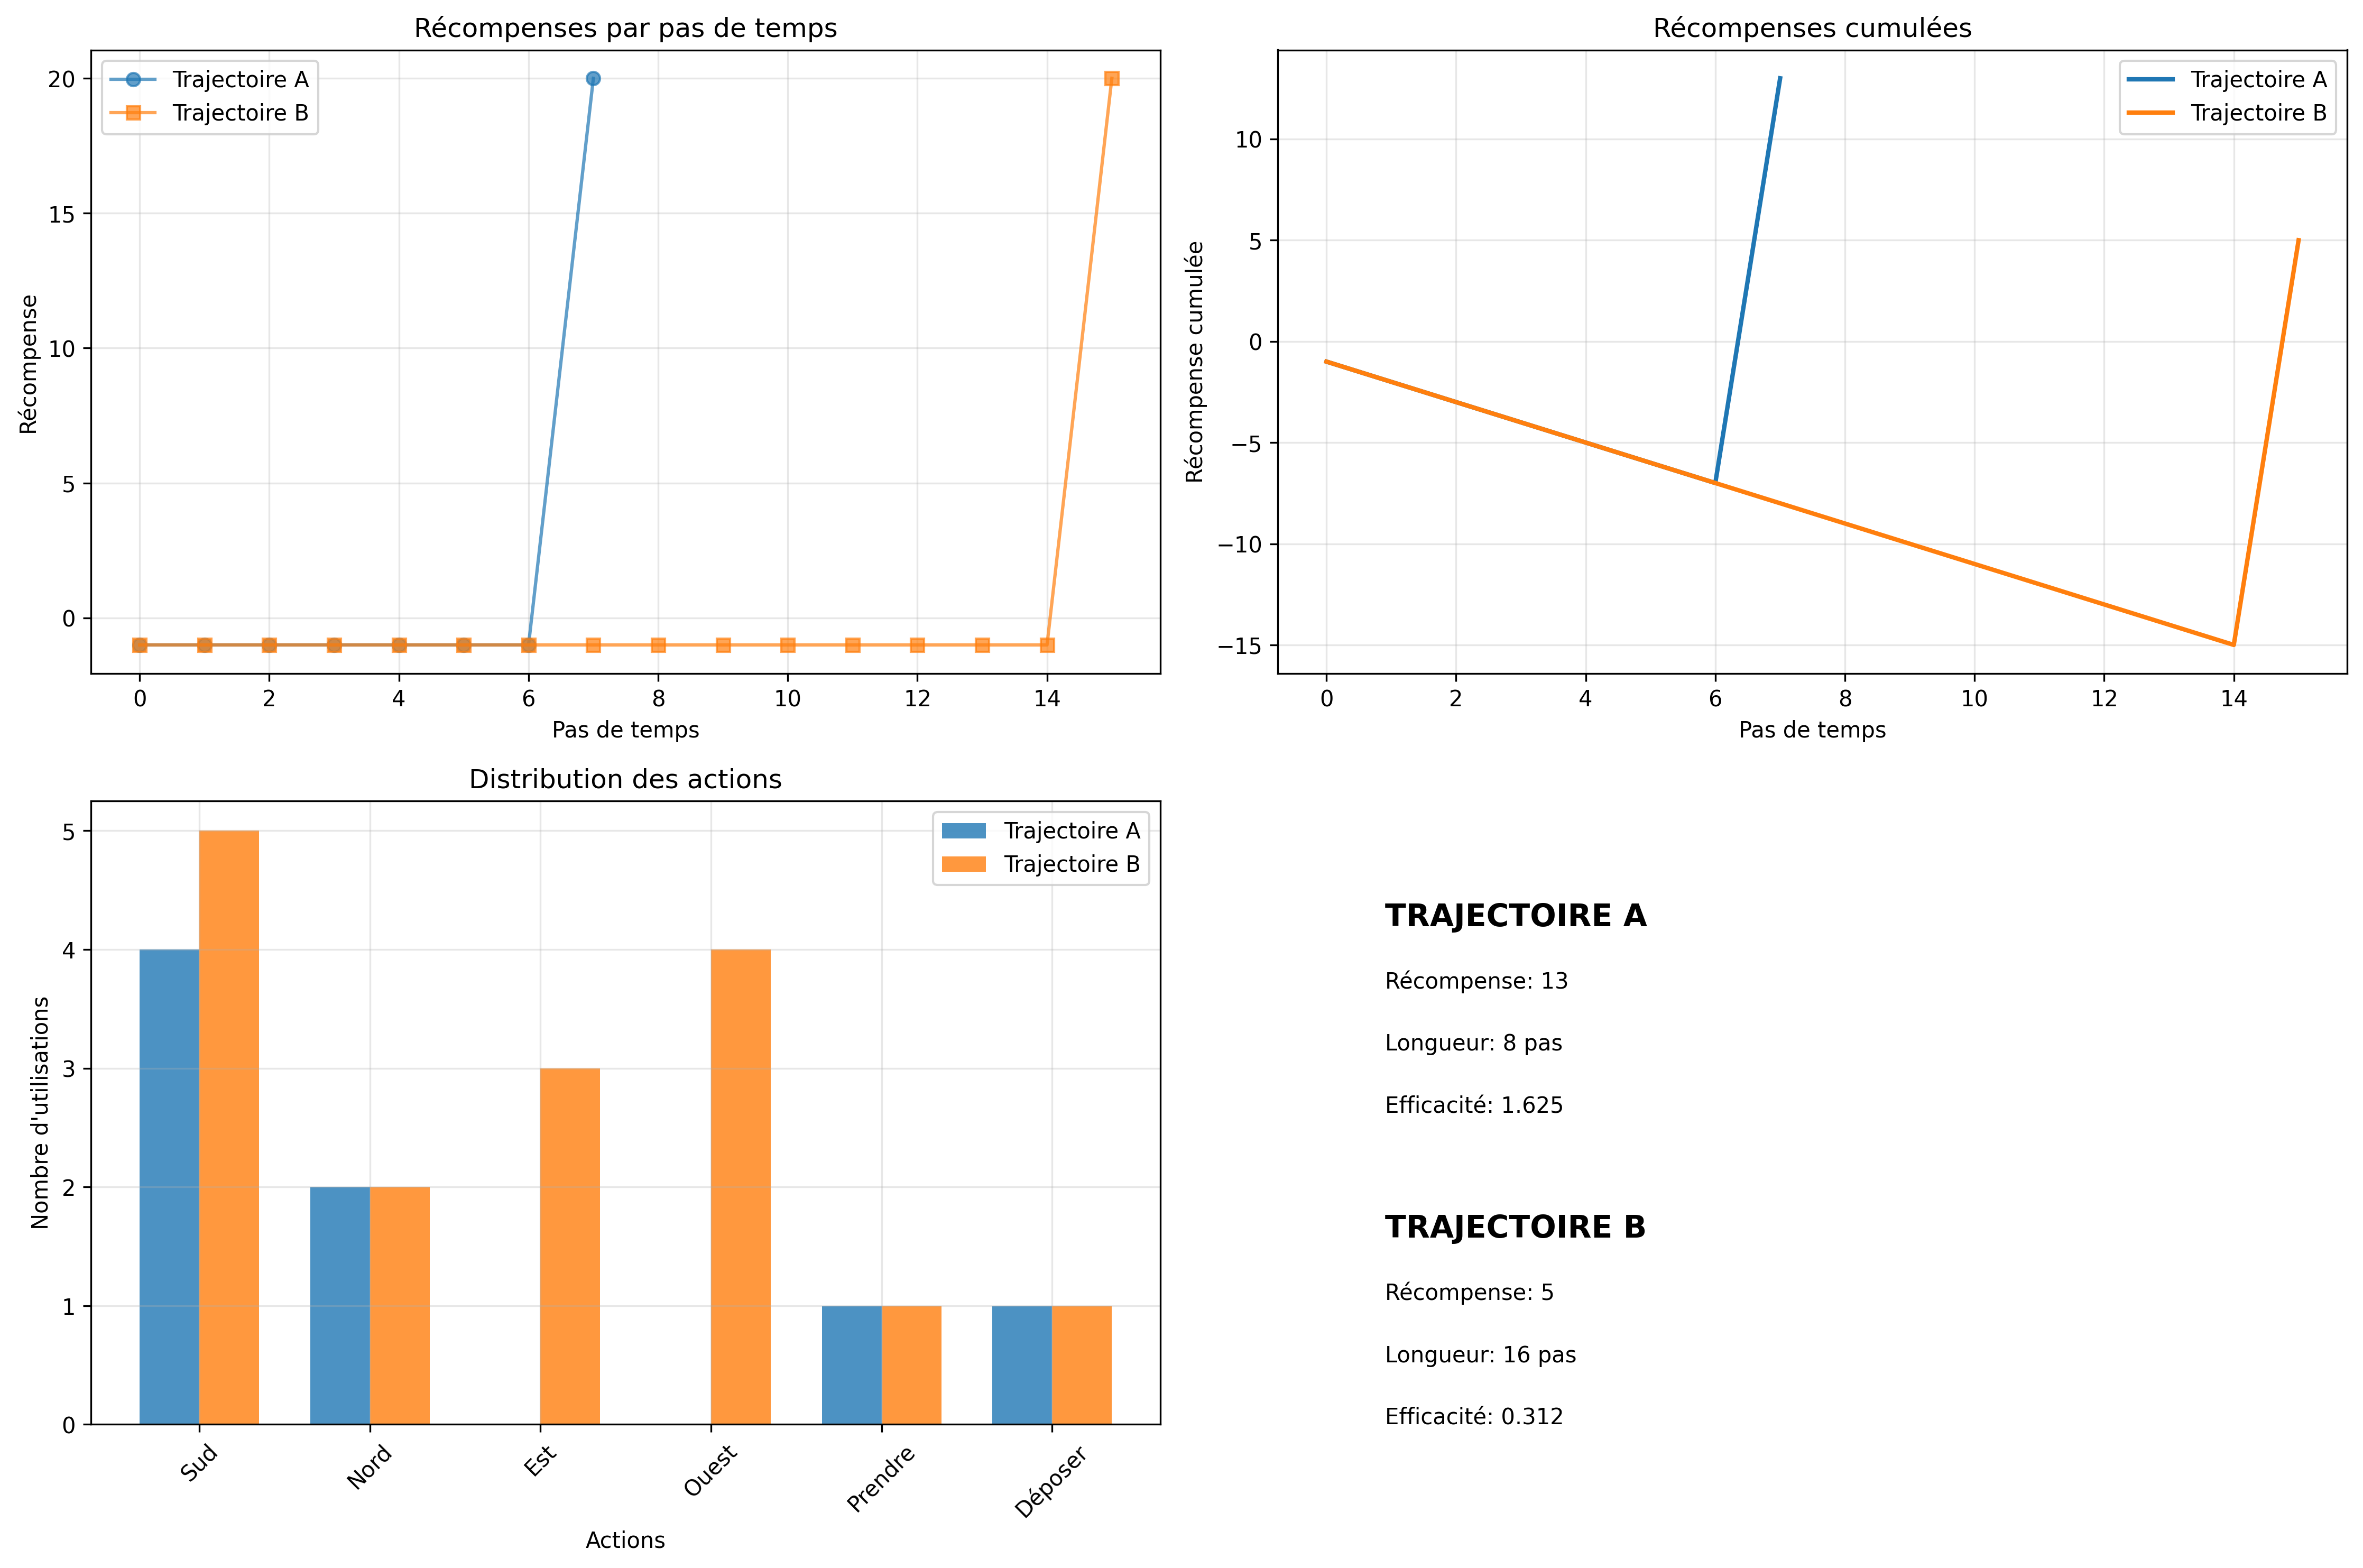 Récompenses par pas de temps
Trajectoire A
Trajectoire B
20
15
10
5
0
Récompense
0 2 4 6 8 10 12 14
Pas de temps
Récompenses cumulées
Trajectoire A
Trajectoire B
10
5
0
−5
−10
−15
Récompense cumulée
0 2 4 6 8 10 12 14
Pas de temps
Distribution des actions
Trajectoire A
Trajectoire B
5
4
3
2
1
0
Nombre d'utilisations
Sud Nord Est Ouest Prendre Déposer
Actions
TRAJECTOIRE A
Récompense: 13
Longueur: 8 pas
Efficacité: 1.625
TRAJECTOIRE B
Récompense: 5
Longueur: 16 pas
Efficacité: 0.312